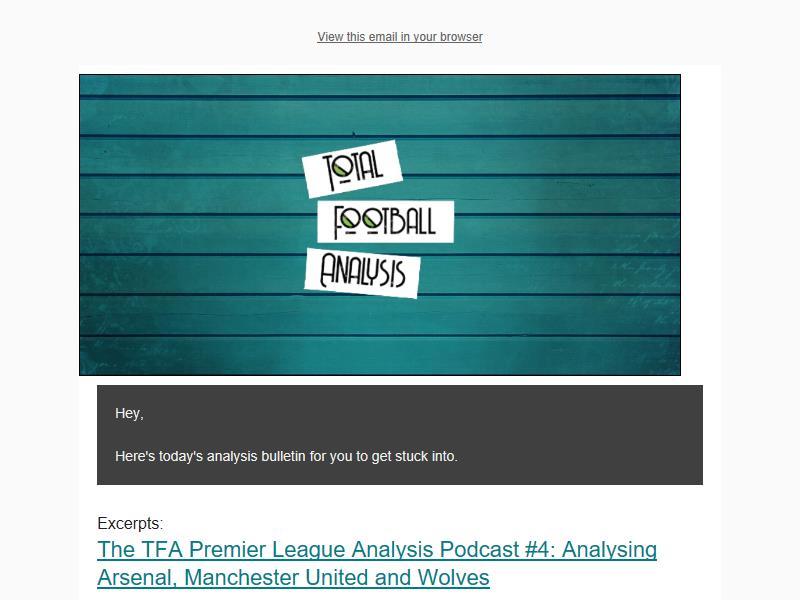 View this email in your browser
TOTAL
FOOTBALL
ANALYSIS
Hey,
Here's today's analysis bulletin for you to get stuck into.
Excerpts:
The TFA Premier League Analysis Podcast #4: Analysing
Arsenal, Manchester United and Wolves